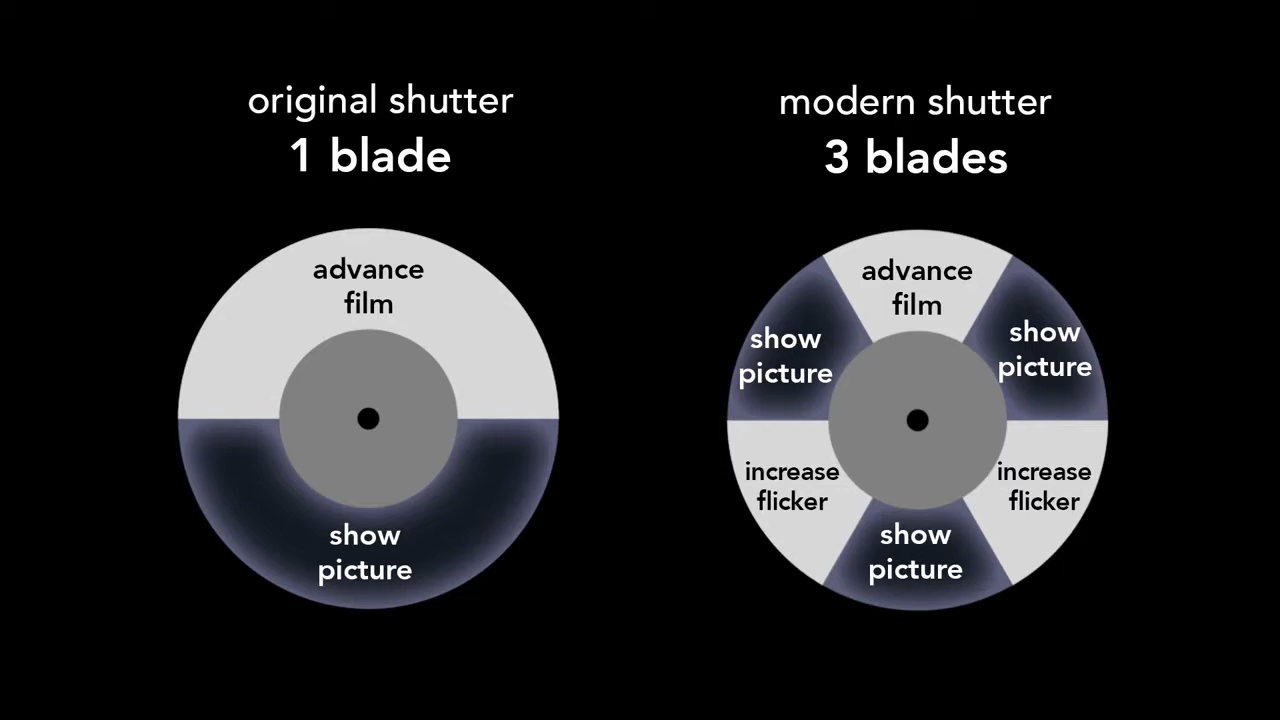 original shutter
1 blade
advance
film
show
picture
modern shutter
3 blades
advance
film
show
picture
show
picture
increase
flicker
increase
flicker
show
picture